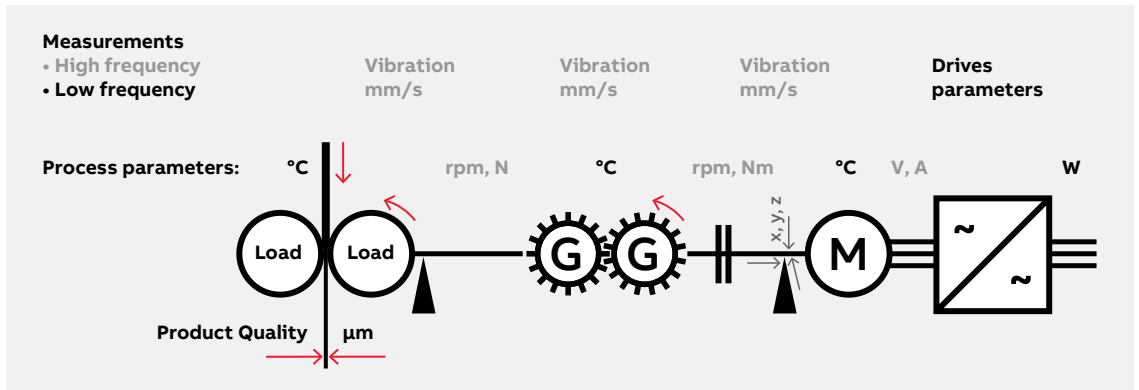 Measurements
• High frequency
• Low frequency
Vibration
mm/s
Vibration
mm/s
Vibration
mm/s
Drives
parameters
Process parameters: °C rpm, N °C rpm, Nm °C V, A W
x, y, z
Load Load G G M ~
~
Product Quality µm